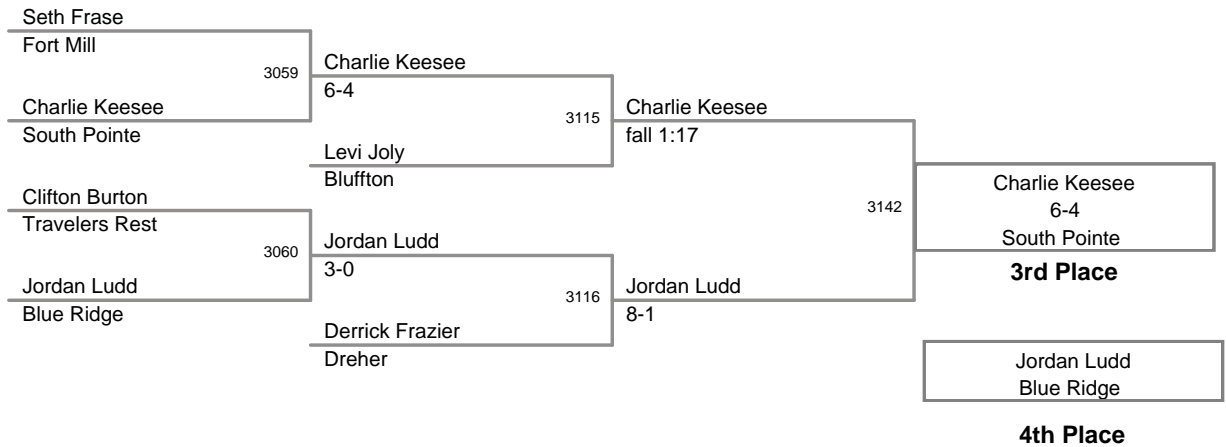 Seth Frase
Fort Mill
3059
Charlie Keesee
South Pointe
Charlie Keesee
6-4
3115
Levi Joly
Bluffton
Charlie Keesee
fall 1:17
Clifton Burton
Travelers Rest
3060
Jordan Ludd
Blue Ridge
Jordan Ludd
3-0
3116
Derrick Frazier
Dreher
Jordan Ludd
8-1
3142
Charlie Keesee
6-4
South Pointe
3rd Place
Jordan Ludd
Blue Ridge
4th Place